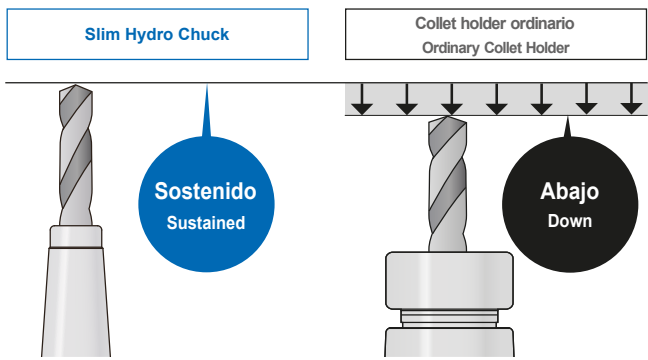 Slim Hydro Chuck
Collet holder ordinario
Ordinary Collet Holder
Sostenido
Sustained
Abajo
Down